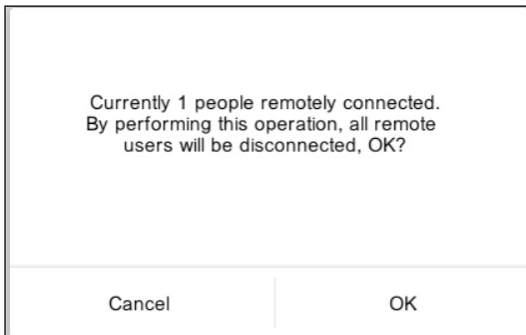 Currently 1 people remotely connected.
By performing this operation, all remote
users will be disconnected, OK?
Cancel
OK